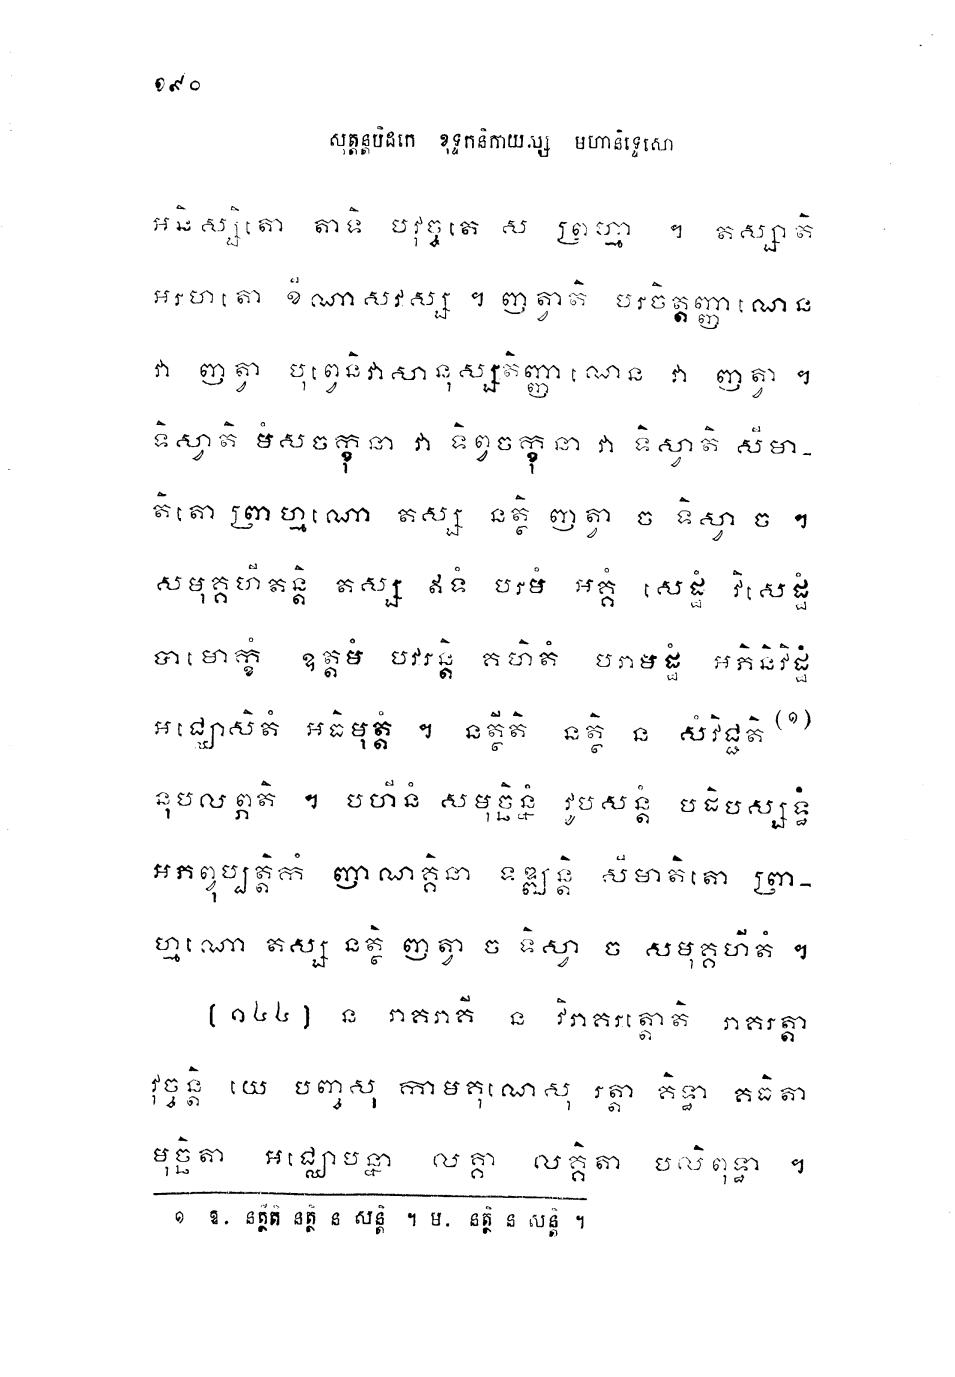 ១៩០
សុត្តន្តបិដកេ ខុទ្ទកនិកាយស្ស មហានិទ្ទេសោ
អនិស្សិតោ តាទិ បវុច្ចតេ ស ព្រហ្មា ។ តស្សាតិ
អរហតោ ខីណាសវស្ស ។ ញត្វាតិ បរចិត្តញ្ញាណេន
វា ញត្វា បុព្វេនិវាសានុស្សតិញ្ញាណេន វា ញត្វា ។
ទិស្វាតិ មំសចក្ខុនា វា ទិព្វចក្ខុនា វា ទិស្វាតិ សីមា-
តិតោ ព្រាហ្មណោ តស្ស នត្ថិ ញត្វា ច ទិស្វា ច ។
សមុគ្គហីតន្តិ តស្ស ឥទំ បរមំ អគ្គំ សេដ្ឋំ វិសេដ្ឋំ
បាមោក្ខំ ឧត្តមំ បវរន្តិ គហិតំ បរាមដ្ឋំ អភិនិវិដ្ឋំ
អជ្ឈោសិតំ អធិមុត្តំ ។ នត្ថីតិ នត្ថិ ន សំវិជ្ជតិ (១)
នុបលព្ភតិ ។ បហីនំ សមុច្ឆិន្នំ វូបសន្តំ បដិបស្សទ្ធំ
អភព្វុប្បត្តិកំ ញាណគ្គិនា ទឌ្ឍន្តិ សីមាតិតោ ព្រា-
ហ្មណោ តស្ស នត្ថិ ញត្វា ច ទិស្វា ច សមុគ្គហីតំ ។
[១៤៤] ន រាគរាគី ន វិរាគរត្តោតិ រាគរត្តា
វុច្ចន្តិ យេ បញ្ចសុ កាមគុណេសុ រត្តា គិទ្ធា គធិតា
មុច្ឆិតា អជ្ឈោបន្នា លគ្គា លគ្គិតា បលិពុទ្ធា ។
១ ឱ. នត្ថីតិ នត្ថិ ន សន្តិ ។ ម. នត្ថិ ន សន្តិ ។